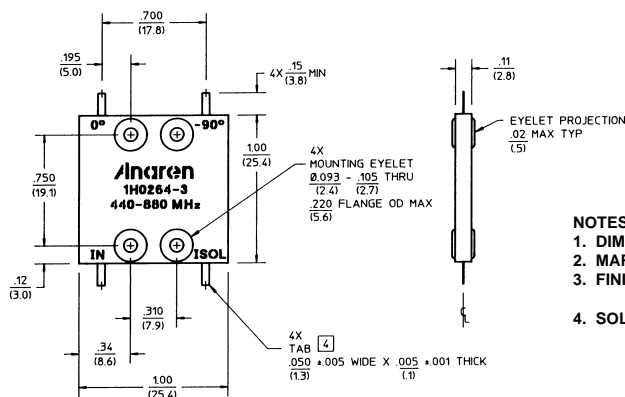 .700
(17.8)
.195
(5.0)
4X .15 MIN
(3.8)
.11
(2.8)
0°
-90°
EYELET PROJECTION
.02 MAX TYP
(.5)
1.00
(25.4)
4X
MOUNTING EYELET
Ø.093 - .105 THRU
(2.4) (2.7)
.220 FLANGE OD MAX
(5.6)
.750
(19.1)
Anaren
1H0264-3
440-880 MHz
NOTES
1. DIM
2. MAR
3. FINI
4. SOL
IN
ISOL
.12
(3.0)
.310
(7.9)
.34
(8.6)
4X
TAB 4
.050 ±.005 WIDE X .005 ±.001 THICK
(1.3) (.1)
1.00
(25.4)